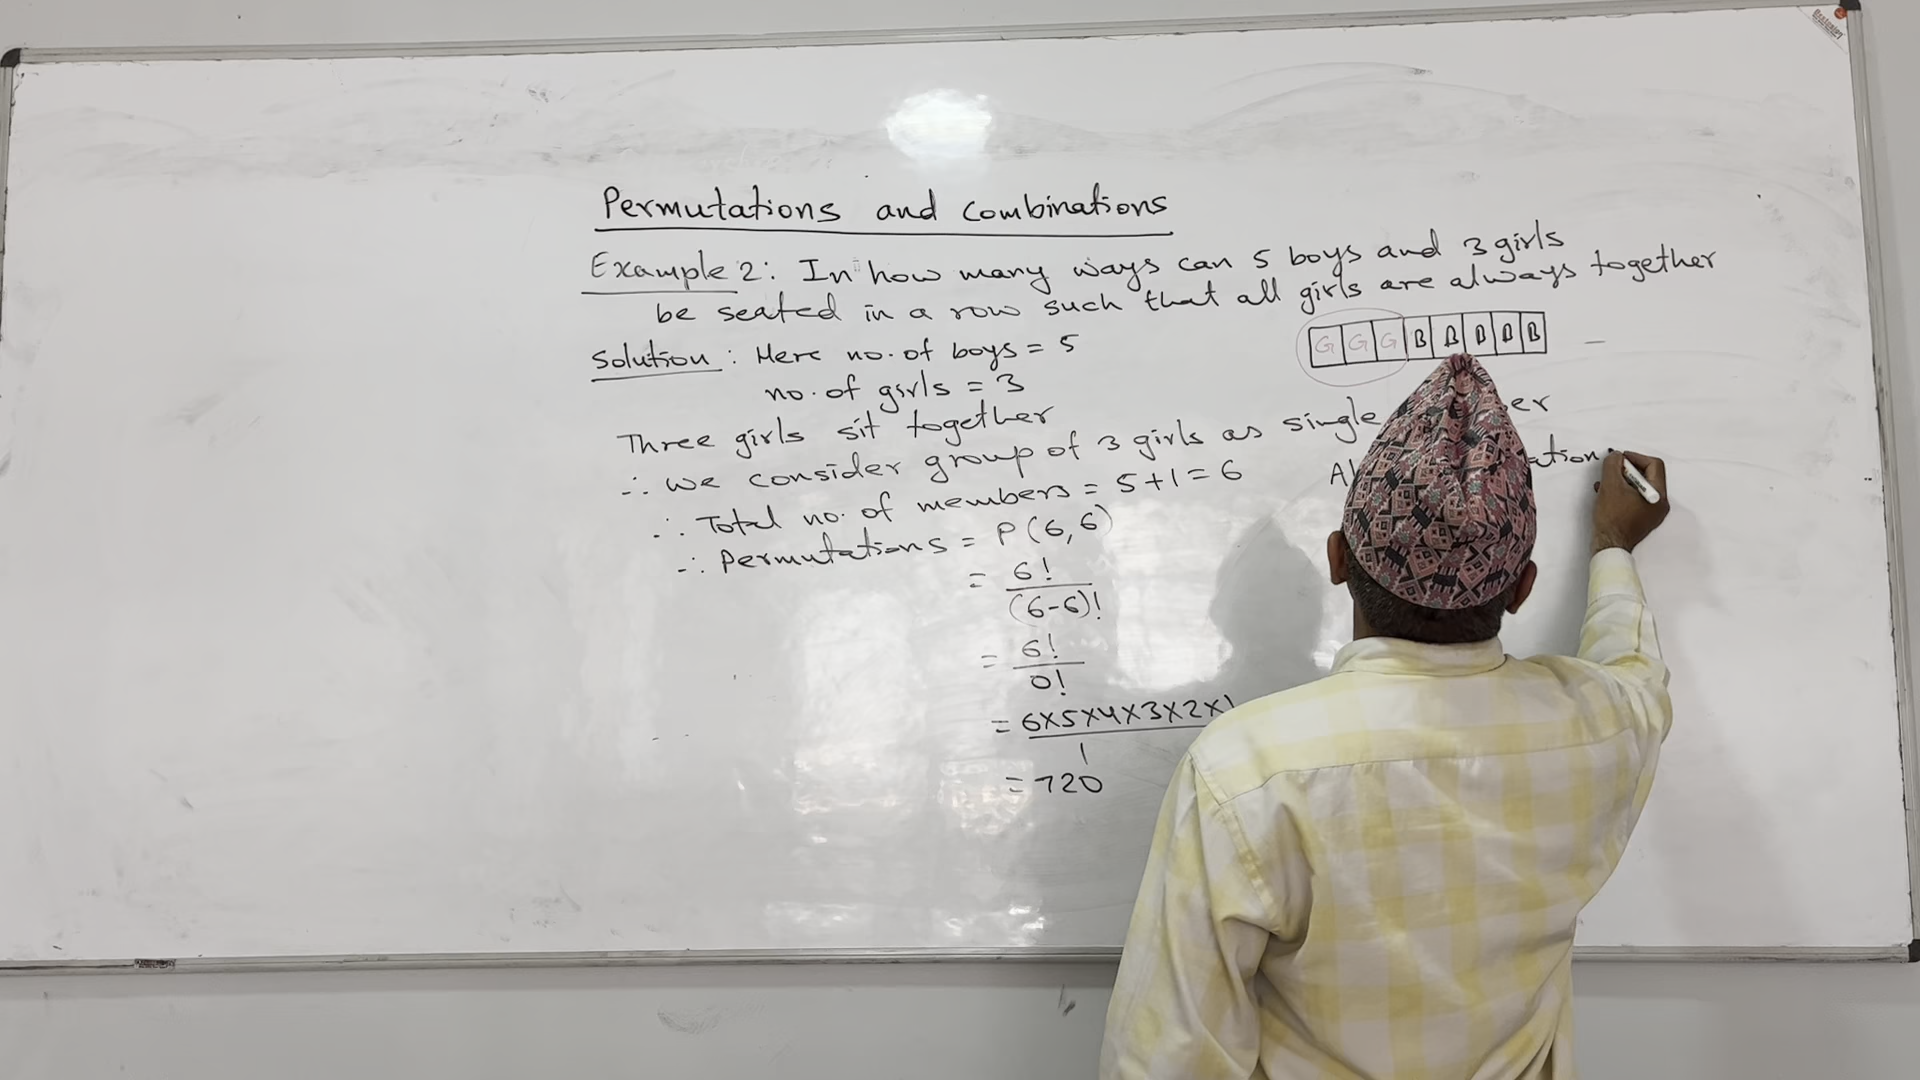 Permutations and Combinations
Example 2: In how many ways can 5 boys and 3 girls
be seated in a row such that all girls are always together
G G G B B B B B
Solution: Here no. of boys = 5
no. of girls = 3
Three girls sit together
∴ we consider group of 3 girls as single
∴ Total no. of members = 5+1 = 6
∴ Permutations = P(6,6)
= 6!/(6-6)!
= 6!/0!
= 6×5×4×3×2×1/1
= 720